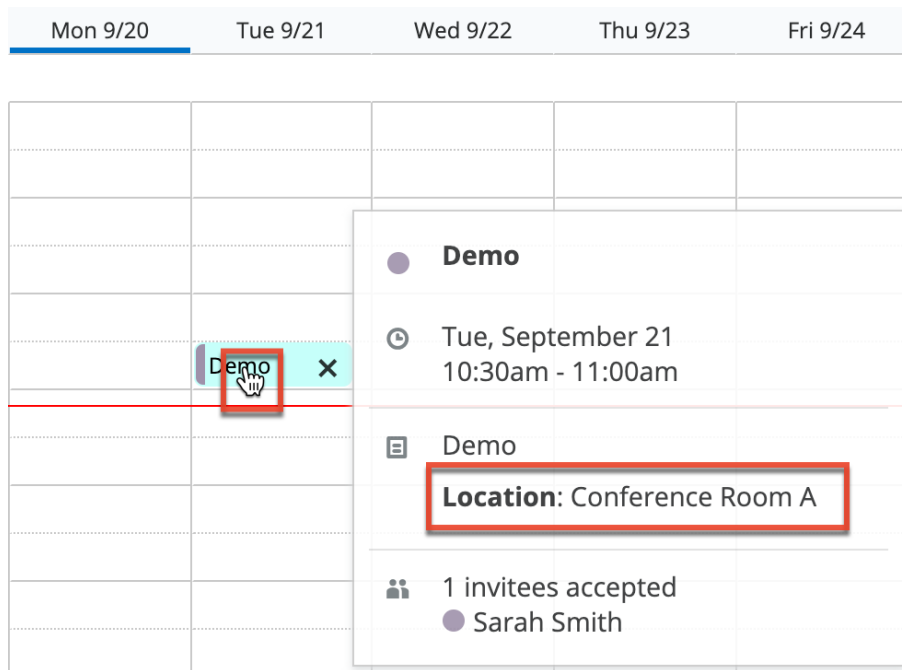 Mon 9/20 Tue 9/21 Wed 9/22 Thu 9/23 Fri 9/24
Demo
Demo
Tue, September 21
10:30am - 11:00am
Demo
Location: Conference Room A
1 invitees accepted
Sarah Smith